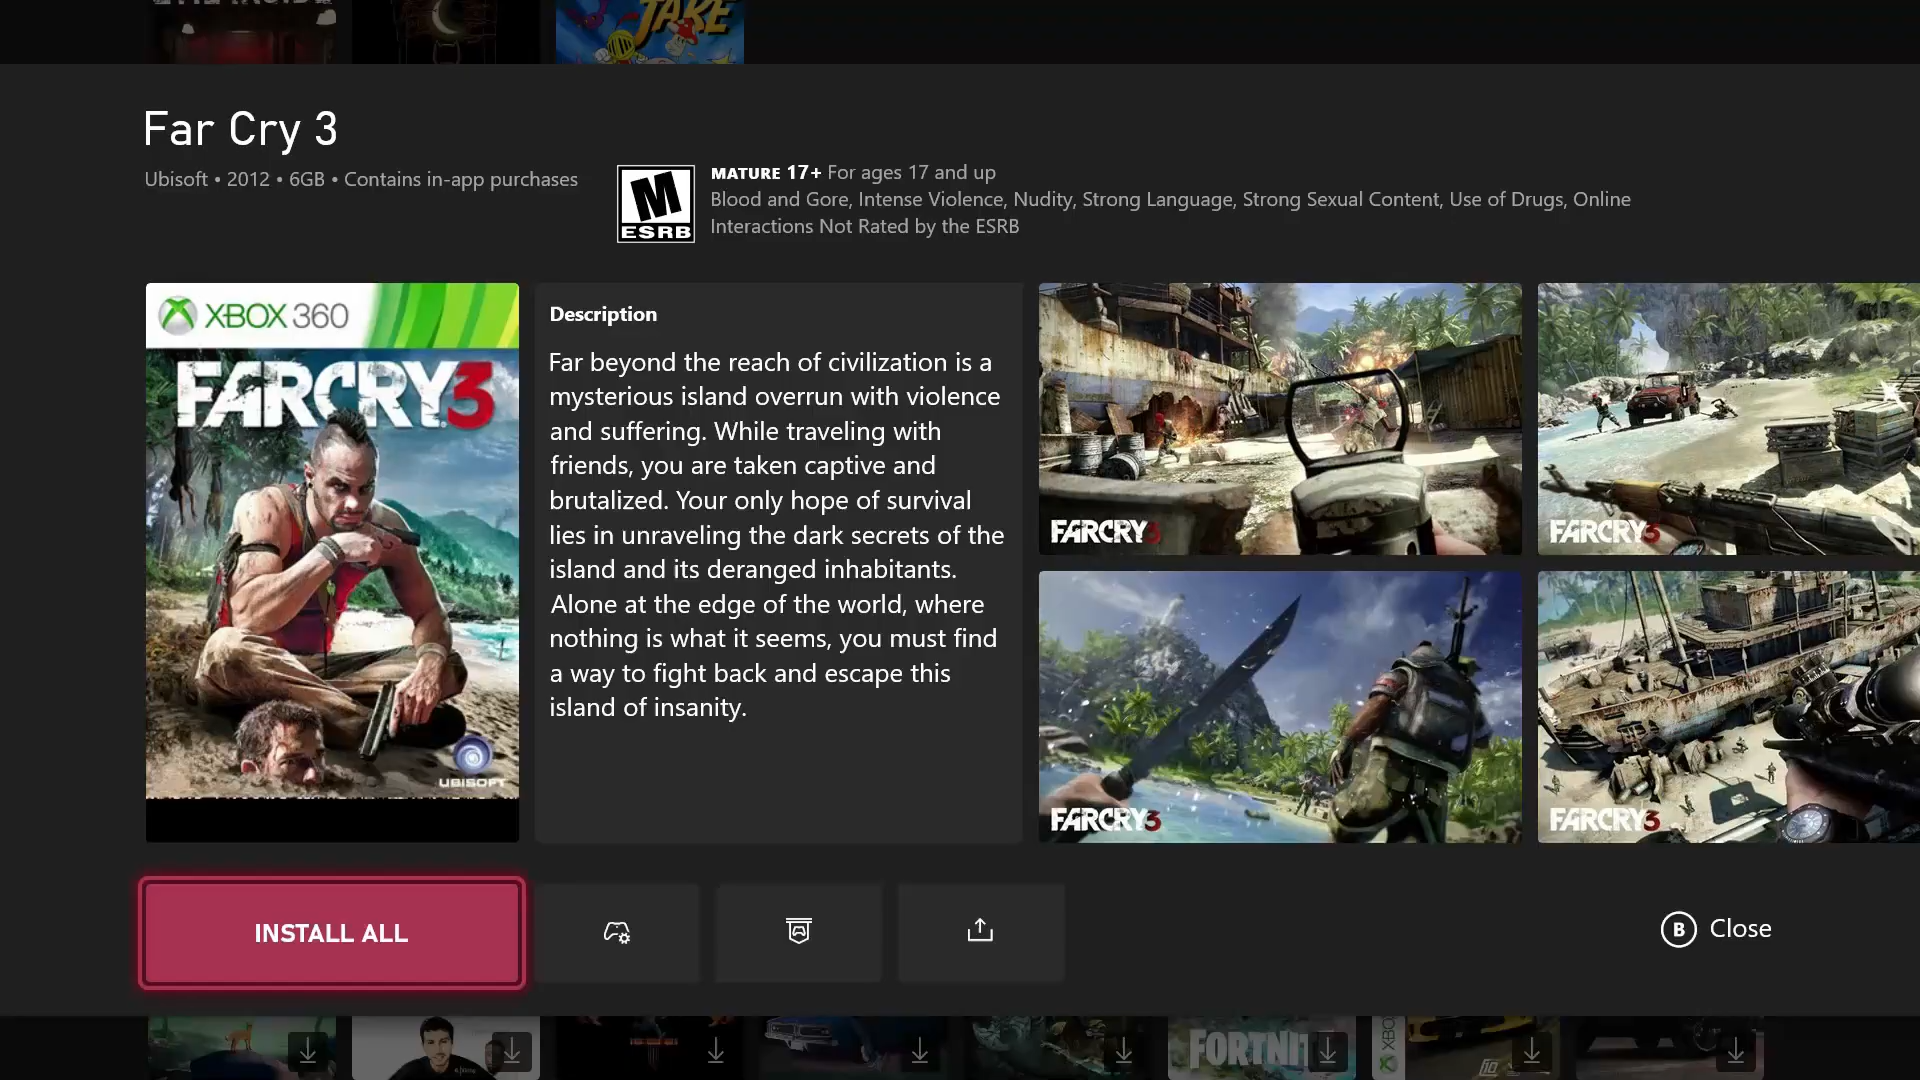 JAKE
Far Cry 3
Ubisoft • 2012 • 6GB • Contains in-app purchases
M
ESRB
MATURE 17+ For ages 17 and up
Blood and Gore, Intense Violence, Nudity, Strong Language, Strong Sexual Content, Use of Drugs, Online
Interactions Not Rated by the ESRB
XBOX 360
FARCRY3
UBISOFT
Description
Far beyond the reach of civilization is a
mysterious island overrun with violence
and suffering. While traveling with
friends, you are taken captive and
brutalized. Your only hope of survival
lies in unraveling the dark secrets of the
island and its deranged inhabitants.
Alone at the edge of the world, where
nothing is what it seems, you must find
a way to fight back and escape this
island of insanity.
FARCRY3
FARCRY3
FARCRY3
FARCRY3
INSTALL ALL
B Close
FORTNI
XBO